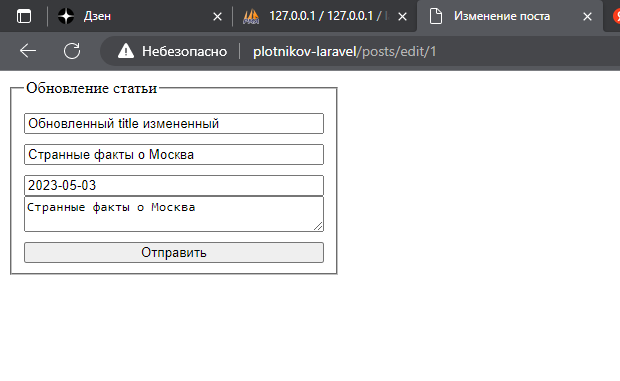 Дзен
127.0.0.1 / 127.0.0.1 / l
Изменение поста
Небезопасно
plotnikov-laravel/posts/edit/1
Обновление статьи
Обновленный title измененный
Странные факты о Москва
2023-05-03
Странные факты о Москва
Отправить